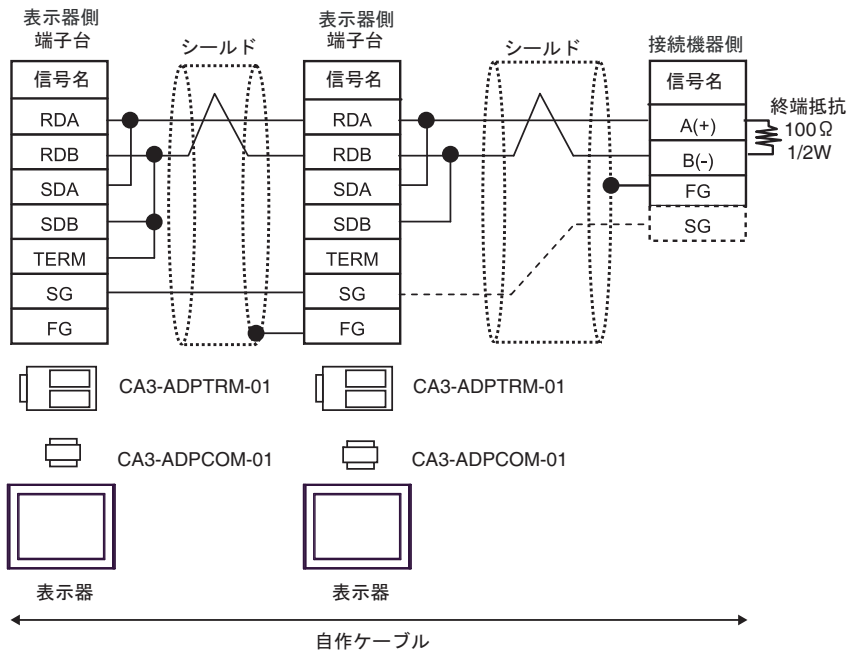 表示器側
端子台
信号名
RDA
RDB
SDA
SDB
TERM
SG
FG
シールド
表示器側
端子台
信号名
RDA
RDB
SDA
SDB
TERM
SG
FG
シールド
接続機器側
信号名
A(+)
B(-)
FG
SG
終端抵抗
100Ω
1/2W
CA3-ADPTRM-01
CA3-ADPTRM-01
CA3-ADPCOM-01
CA3-ADPCOM-01
表示器
表示器
自作ケーブル